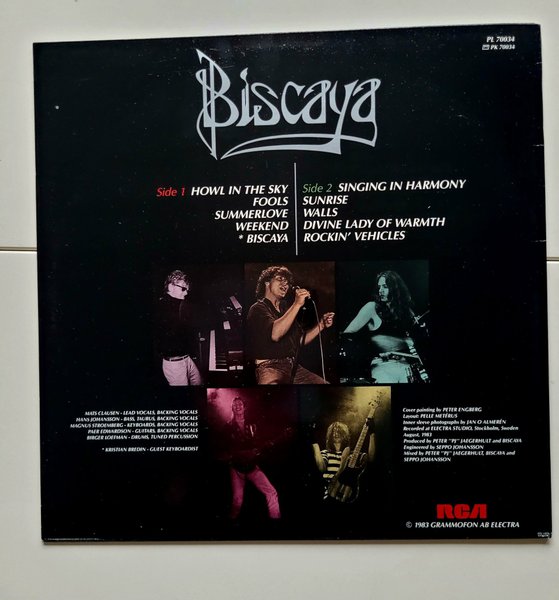 PL 70034
PK 70034
Biscaya
Side 1 HOWL IN THE SKY
FOOLS
SUMMERLOVE
WEEKEND
* BISCAYA
Side 2 SINGING IN HARMONY
SUNRISE
WALLS
DIVINE LADY OF WARMTH
ROCKIN' VEHICLES
MATS CLAUSEN - LEAD VOCALS, BACKING VOCALS
HANS JOHANSSON - BASS, TAURUS, BACKING VOCALS
MAGNUS STROEMBERG - KEYBOARDS, BACKING VOCALS
PAER EDWARDSON - GUITARS, BACKING VOCALS
BIRGER LOEFMAN - DRUMS, TUNED PERCUSSION
* KRISTIAN BREDIN - GUEST KEYBOARDIST
Cover painting by PETER ENGBERG
Layout: PELLE METÉRUS
Inner sleeve photographs by JAN O ALMERÉN
Recorded at ELECTRA STUDIO, Stockholm, Sweden
August, 1983
Produced by PETER "PJ" JAEGERHULT and BISCAYA
Engineered by SEPPO JOHANSSON
Mixed by PETER "PJ" JAEGERHULT, BISCAYA and
SEPPO JOHANSSON
RCA
© 1983 GRAMMOFON AB ELECTRA